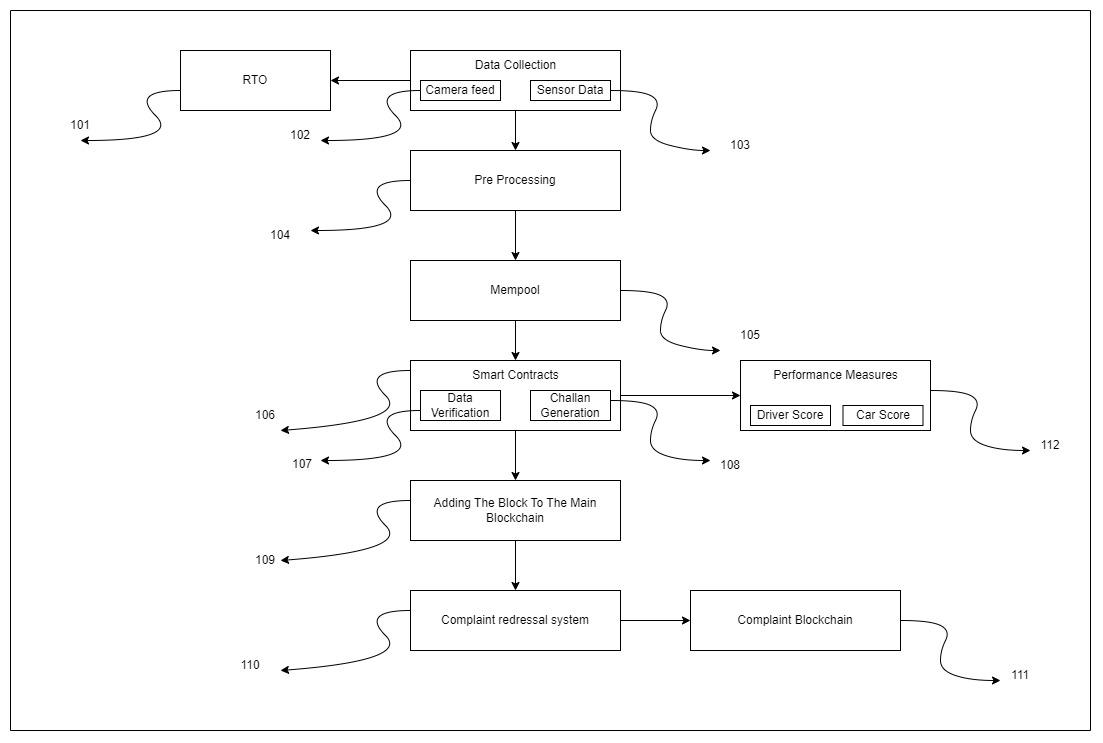 RTO
Data Collection
Camera feed
Sensor Data
101
102
103
Pre Processing
104
Mempool
105
Smart Contracts
Data
Verification
Challan
Generation
Performance Measures
Driver Score
Car Score
106
107
108
112
Adding The Block To The Main
Blockchain
109
Complaint redressal system
Complaint Blockchain
110
111